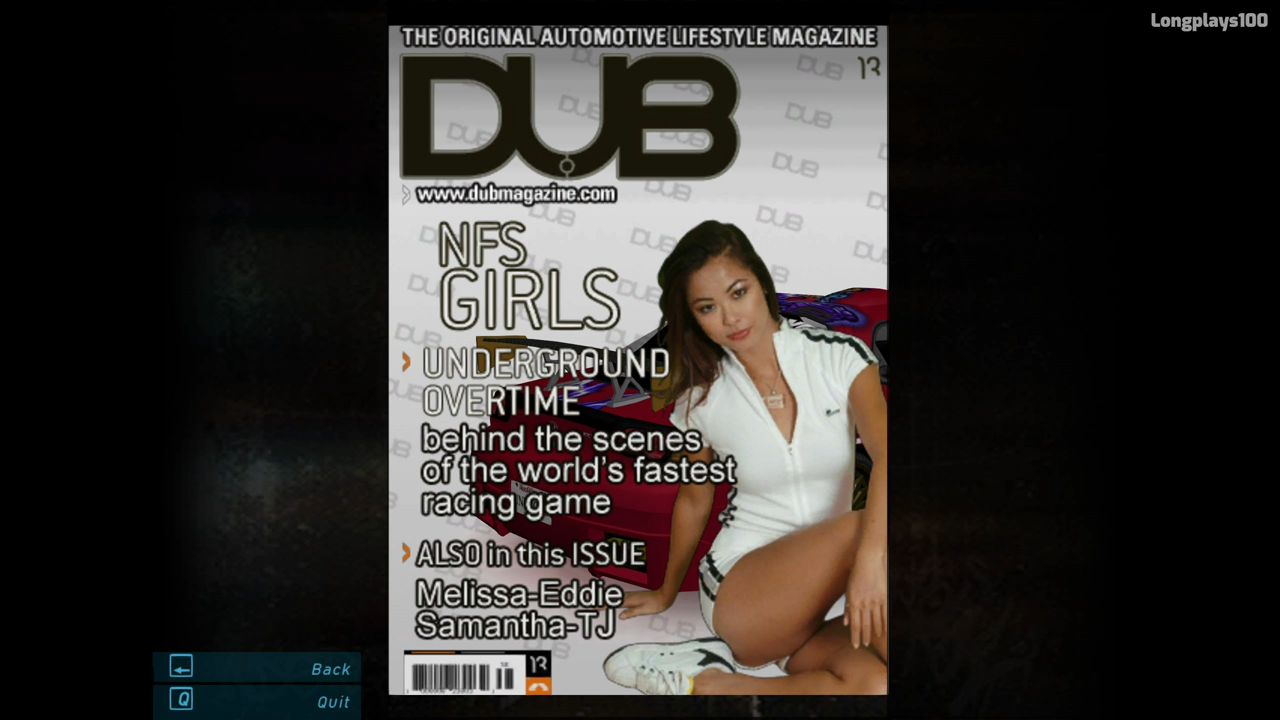 Longplays100
THE ORIGINAL AUTOMOTIVE LIFESTYLE MAGAZINE
DUB
13
www.dubmagazine.com
NFS
GIRLS
UNDERGROUND
OVERTIME
behind the scenes
of the world's fastest
racing game
ALSO in this ISSUE
Melissa-Eddie
Samantha-TJ
13
Back
Q
Quit